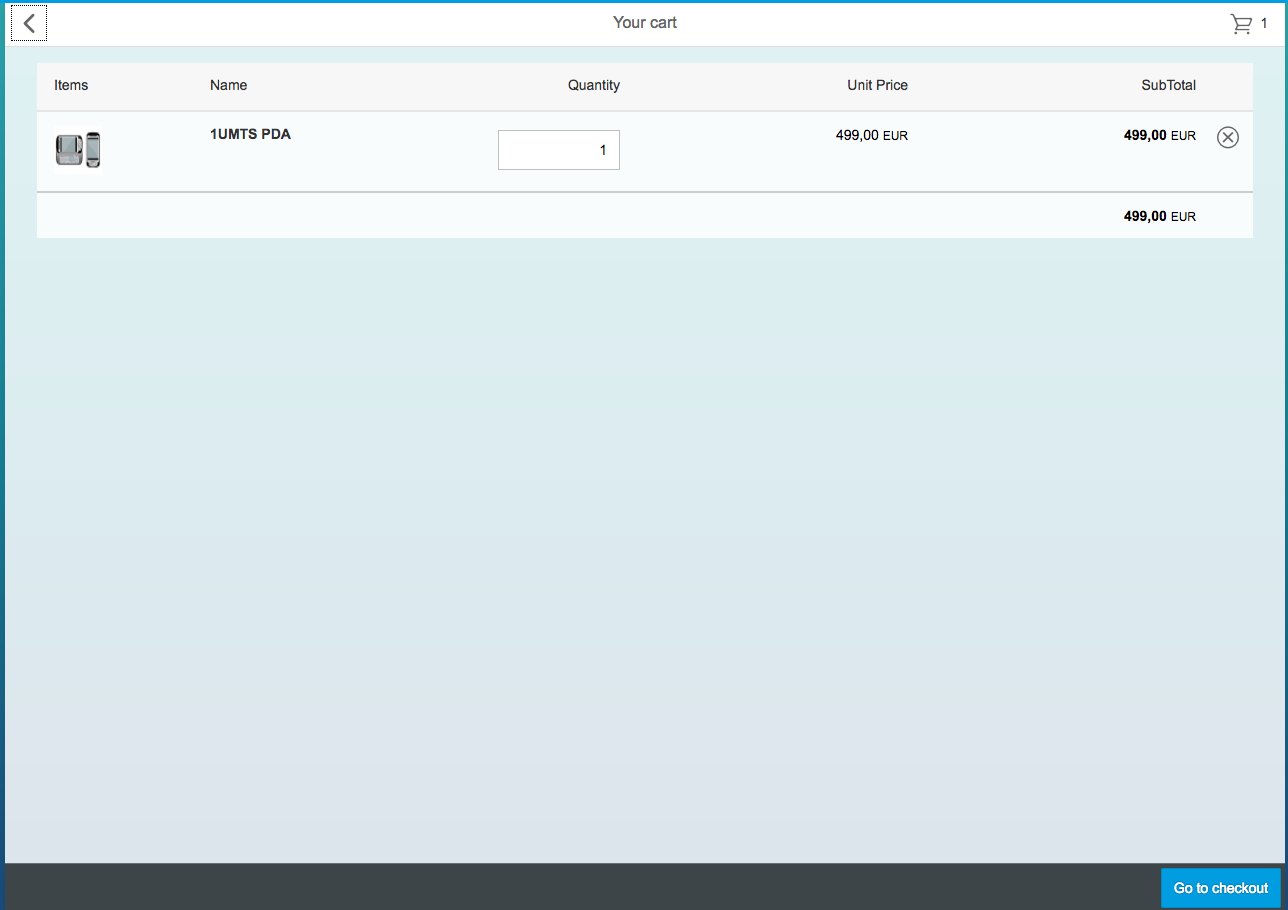 Your cart
1
Items Name Quantity Unit Price SubTotal
1UMTS PDA 1 499,00 EUR 499,00 EUR
499,00 EUR
Go to checkout